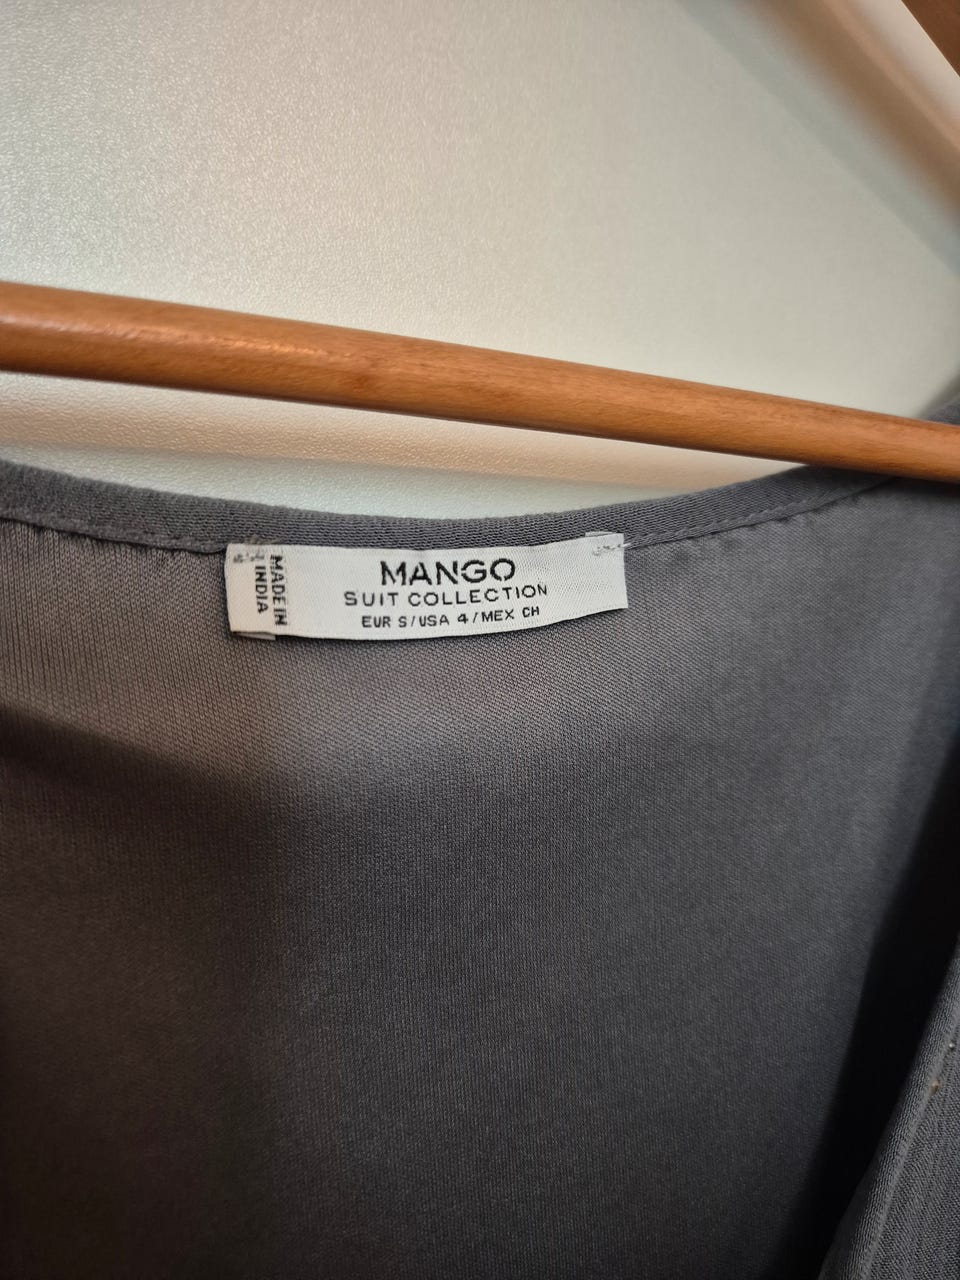 MADE IN
INDIA
MANGO
SUIT COLLECTION
EUR S/USA 4/MEX CH